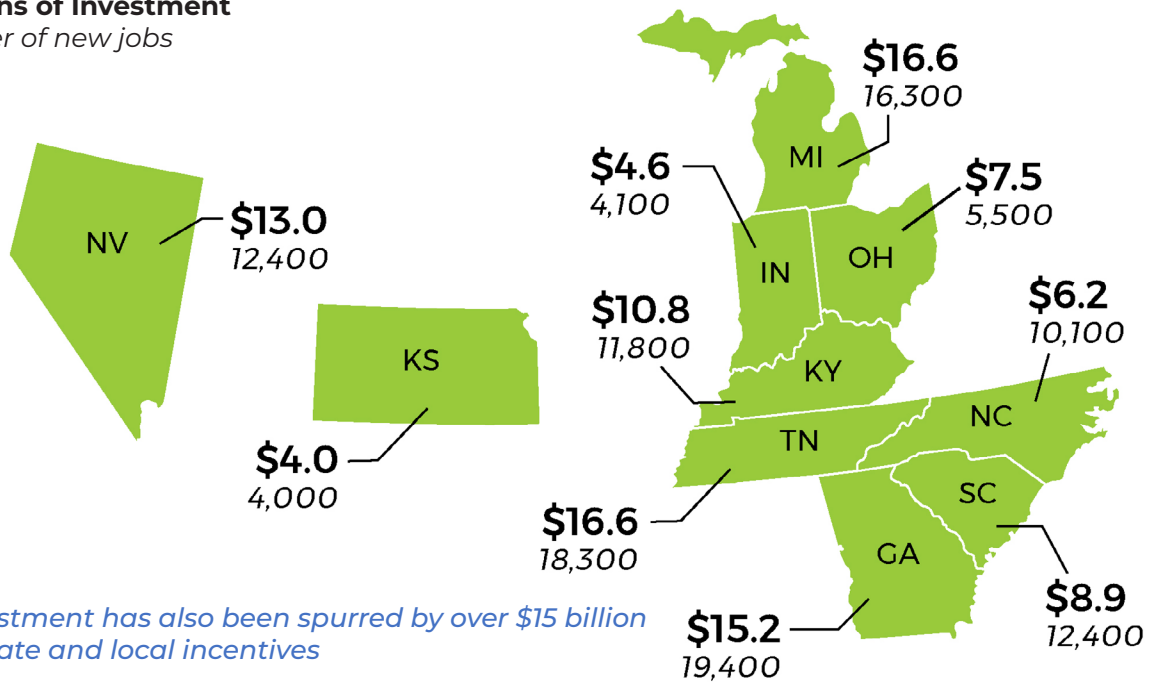 ns of Investment
er of new jobs
$16.6
16,300
MI
$4.6
4,100
$7.5
5,500
NV
$13.0
12,400
IN
OH
$10.8
11,800
$6.2
10,100
KS
KY
TN
NC
$4.0
4,000
SC
$16.6
18,300
GA
$8.9
12,400
$15.2
19,400
stment has also been spurred by over $15 billion
ate and local incentives